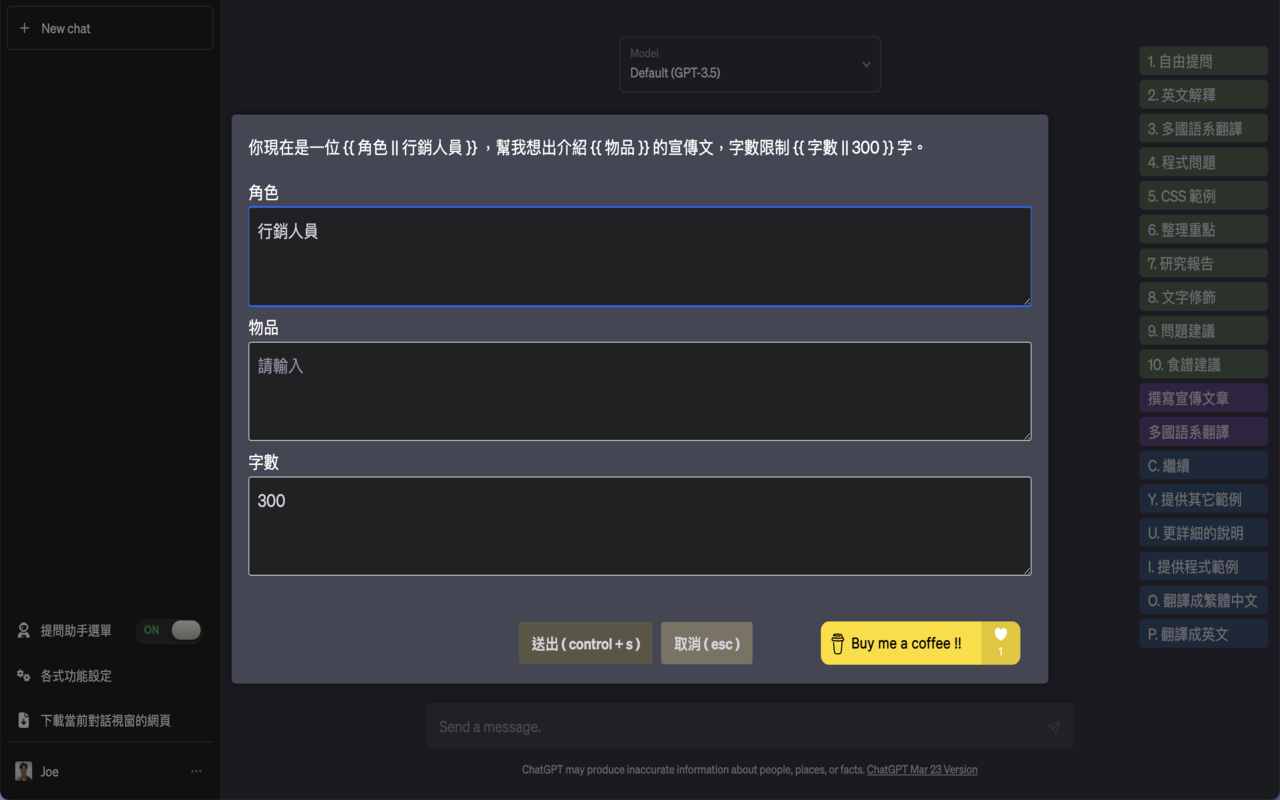 New chat
Model
Default (GPT-3.5)
你現在是一位 {{ 角色 || 行銷人員 }} ，幫我想出介紹 {{ 物品 }} 的宣傳文，字數限制 {{ 字數 || 300 }} 字。
角色
行銷人員
物品
請輸入
字數
300
送出 ( control + s )
取消 ( esc )
Buy me a coffee !!
1
Send a message.
ChatGPT may produce inaccurate information about people, places, or facts. ChatGPT Mar 23 Version
提問助手選單
ON
各式功能設定
下載當前對話視窗的網頁
Joe
1. 自由提問
2. 英文解釋
3. 多國語系翻譯
4. 程式問題
5. CSS 範例
6. 整理重點
7. 研究報告
8. 文字修飾
9. 問題建議
10. 食譜建議
撰寫宣傳文章
多國語系翻譯
C. 繼續
Y. 提供其它範例
U. 更詳細的說明
I. 提供程式範例
O. 翻譯成繁體中文
P. 翻譯成英文